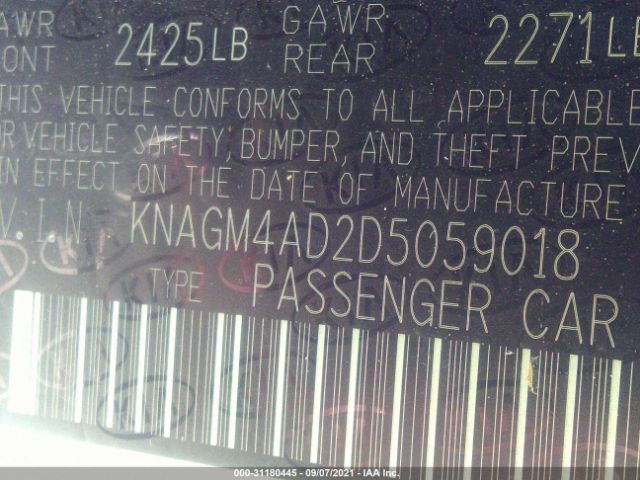 GAWR
2425LB GAWR 2271LB
FRONT REAR
THIS VEHICLE CONFORMS TO ALL APPLICABLE
VEHICLE SAFETY, BUMPER, AND THEFT PREV
IN EFFECT ON THE DATE OF MANUFACTURE
V.I.N KNAGM4AD2D5059018
TYPE PASSENGER CAR
000-31180445 - 09/07/2021 - IAA Inc.